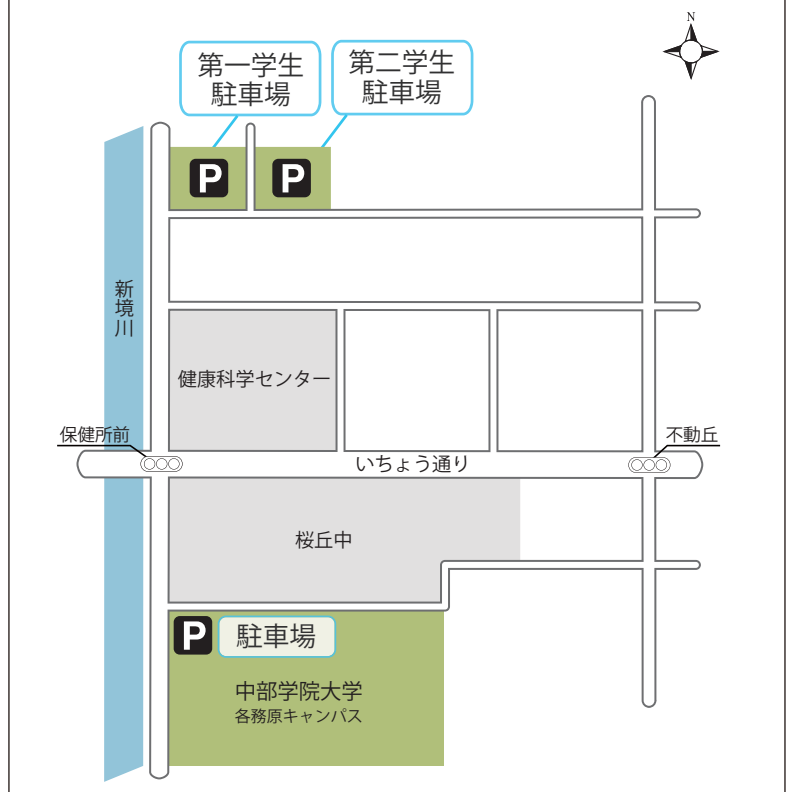 N
第一学生
駐車場
第二学生
駐車場
P
P
新境川
健康科学センター
保健所前
不動丘
いちょう通り
桜丘中
P
駐車場
中部学院大学
各務原キャンパス